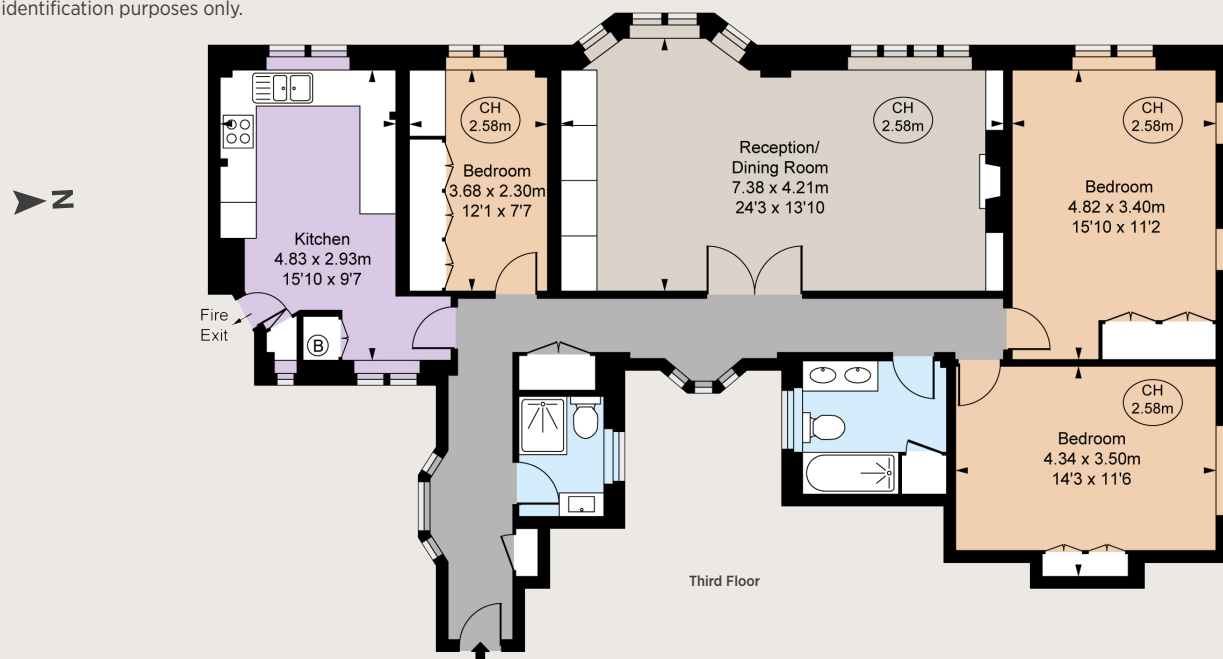 identification purposes only.
N
Kitchen
4.83 x 2.93m
15'10 x 9'7
Fire
Exit
B
CH
2.58m
Bedroom
3.68 x 2.30m
12'1 x 7'7
Reception/
Dining Room
7.38 x 4.21m
24'3 x 13'10
CH
2.58m
CH
2.58m
Bedroom
4.82 x 3.40m
15'10 x 11'2
CH
2.58m
Bedroom
4.34 x 3.50m
14'3 x 11'6
Third Floor